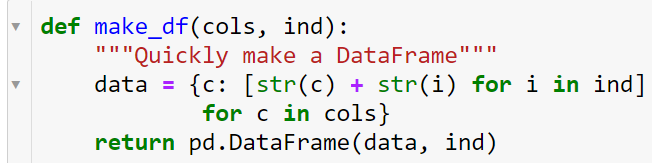 def make_df(cols, ind):
    """Quickly make a DataFrame"""
    data = {c: [str(c) + str(i) for i in ind]
            for c in cols}
    return pd.DataFrame(data, ind)